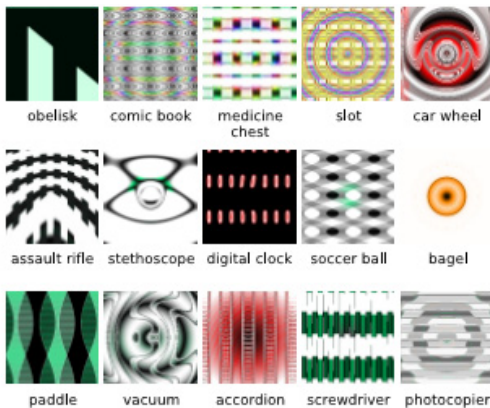 obelisk comic book medicine slot car wheel
chest
assault rifle stethoscope digital clock soccer ball bagel
paddle vacuum accordion screwdriver photocopier